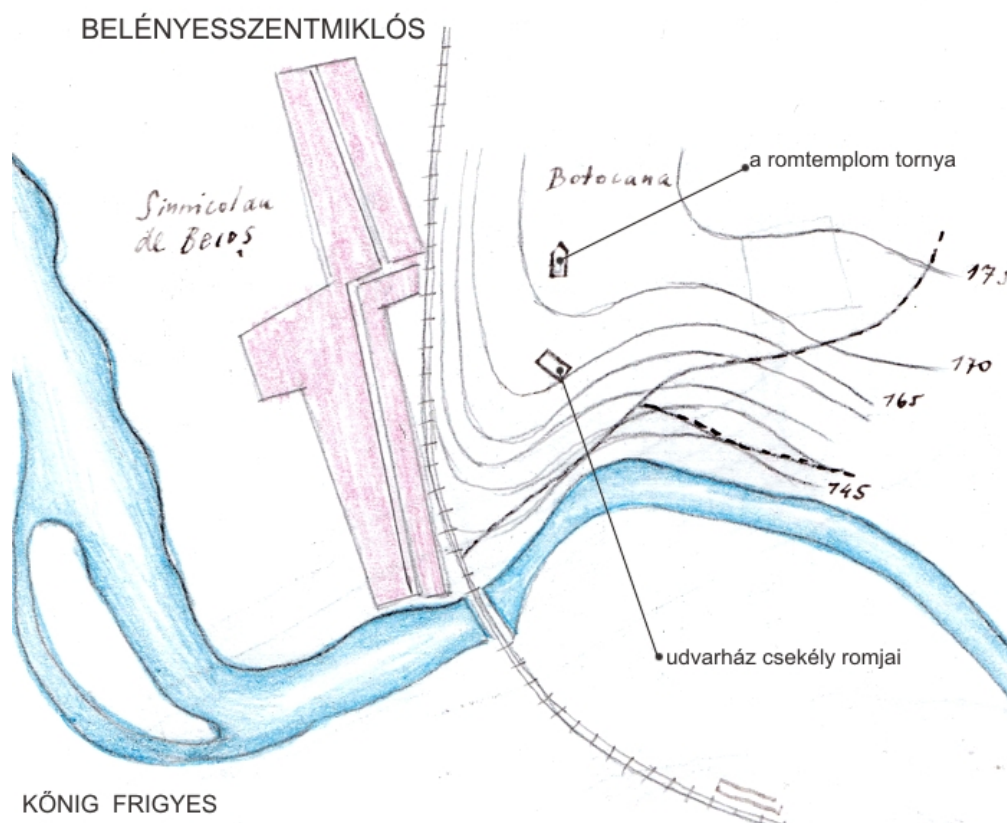 BELÉNYESSZENTMIKLÓS
a romtemplom tornya
Botocana
Sinnicolau
de Beiuș
175
170
165
145
udvarház csekély romjai
KŐNIG FRIGYES